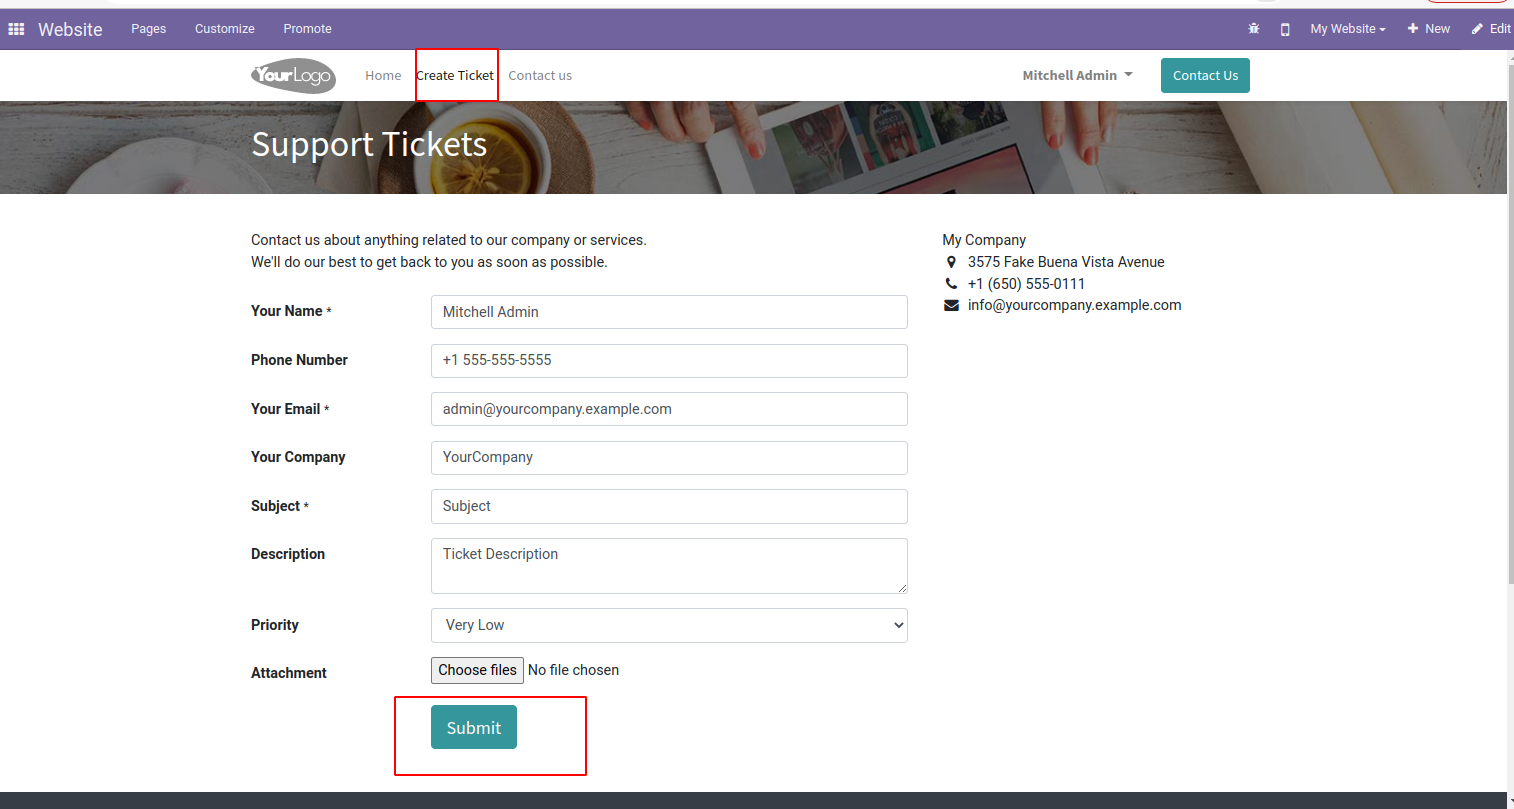 Website Pages Customize Promote My Website New Edit
YourLogo Home Create Ticket Contact us Mitchell Admin Contact Us
Support Tickets
Contact us about anything related to our company or services.
We'll do our best to get back to you as soon as possible.
Your Name * Mitchell Admin
Phone Number +1 555-555-5555
Your Email * admin@yourcompany.example.com
Your Company YourCompany
Subject * Subject
Description Ticket Description
Priority Very Low
Attachment Choose files No file chosen
Submit
My Company
3575 Fake Buena Vista Avenue
+1 (650) 555-0111
info@yourcompany.example.com